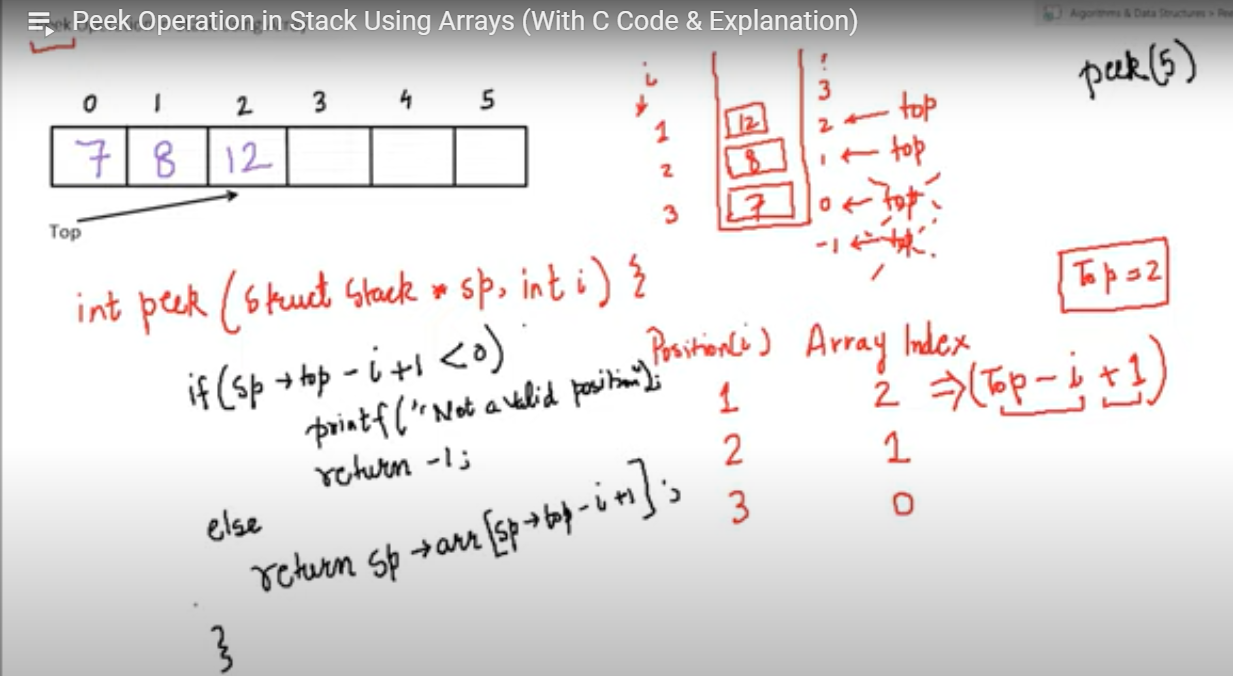 Peek Operation in Stack Using Arrays (With C Code & Explanation)
Algorithms & Data Structures >
peek(5)
0 1 2 3 4 5
7 8 12
Top
i
1
2
3
12
8
7
3
2 ← top
1 ← top
0 ← top
-1 ← top
Top = 2
int peek (struct stack * sp, int i) {
if (sp → top - i + 1 < 0)
printf("Not a valid position");
return -1;
else
return sp → arr [sp → top - i + 1];
}
Position(i) Array Index
1 2 ⇒ (Top - i + 1)
2 1
3 0